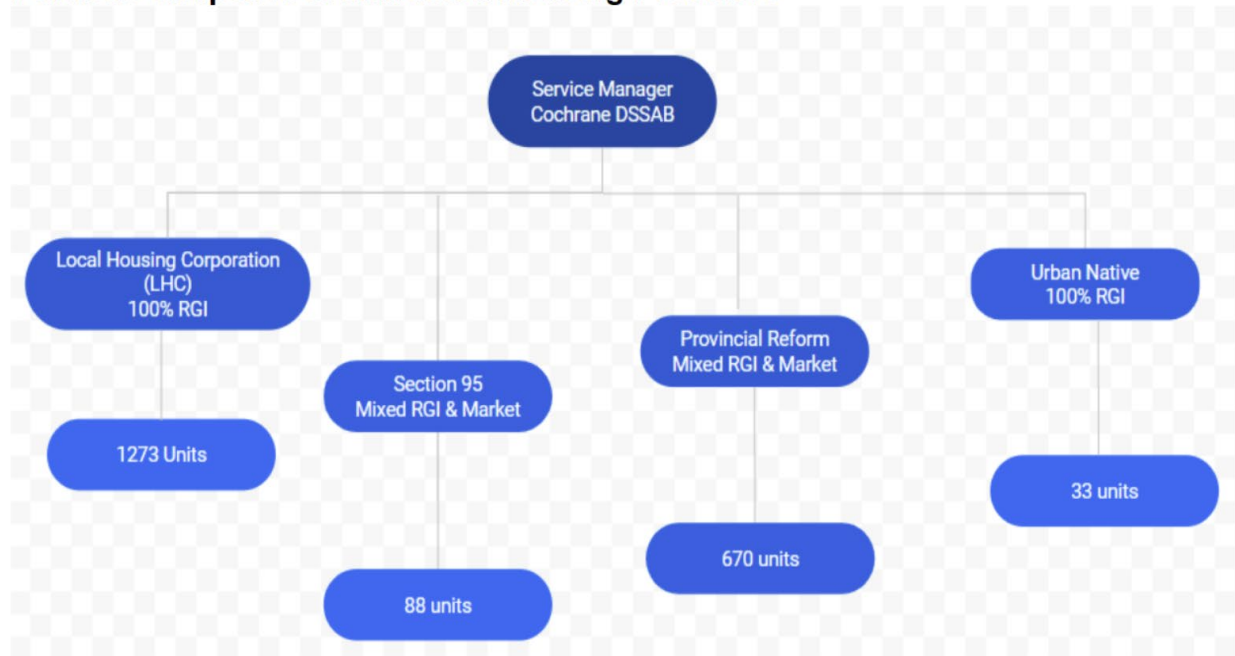 Service Manager
Cochrane DSSAB
Local Housing Corporation
(LHC)
100% RGI
Urban Native
100% RGI
Provincial Reform
Mixed RGI & Market
Section 95
Mixed RGI & Market
1273 Units
33 units
670 units
88 units